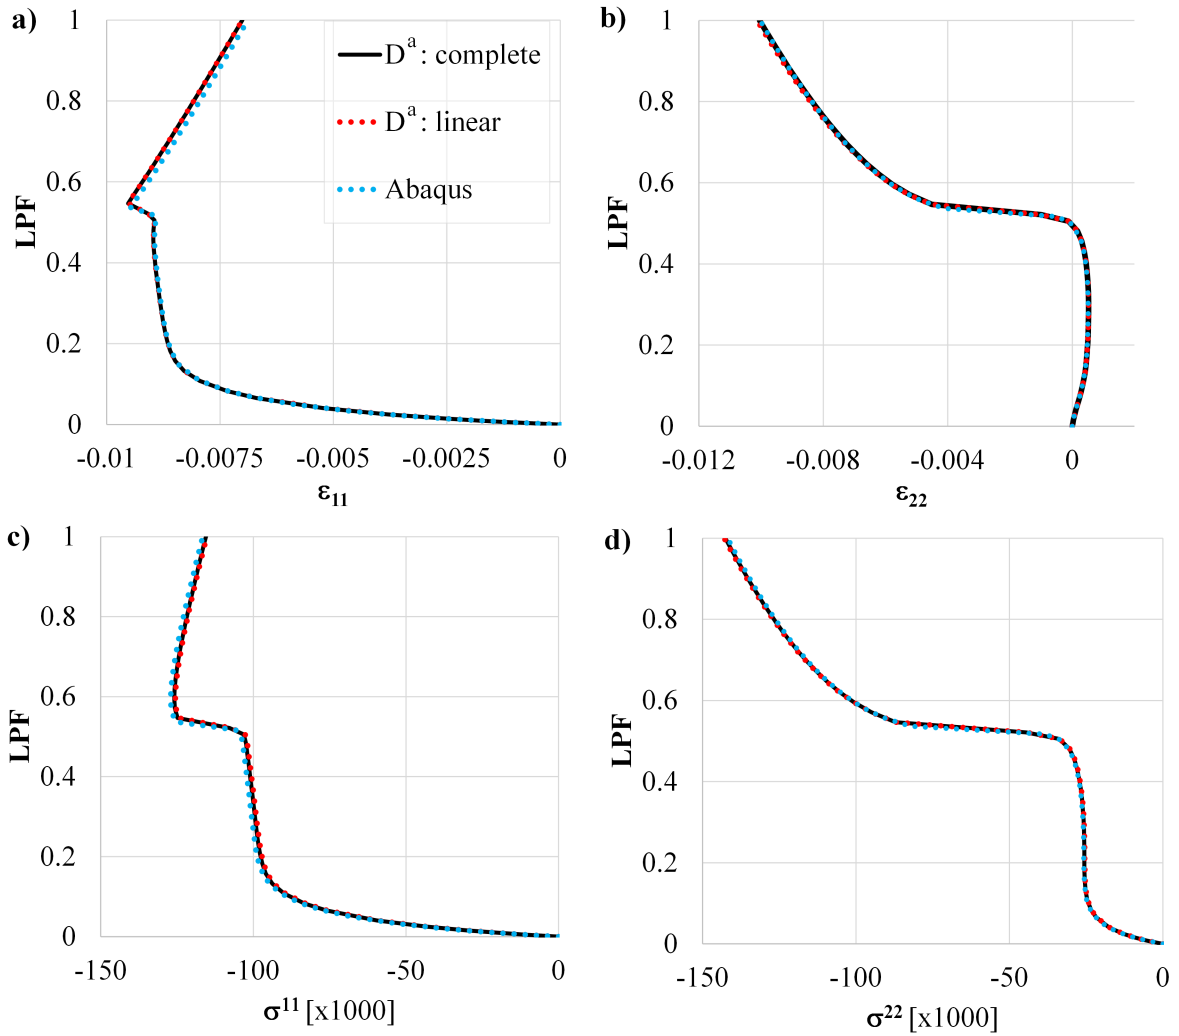 a)
LPF
1
0.8
0.6
0.4
0.2
0
-0.01
-0.0075
-0.005
-0.0025
0
ε₁₁
Dᵃ: complete
Dᵃ: linear
Abaqus
b)
LPF
1
0.8
0.6
0.4
0.2
0
-0.012
-0.008
-0.004
0
ε₂₂
c)
LPF
1
0.8
0.6
0.4
0.2
0
-150
-100
-50
0
σ¹¹ [x1000]
d)
LPF
1
0.8
0.6
0.4
0.2
0
-150
-100
-50
0
σ²² [x1000]